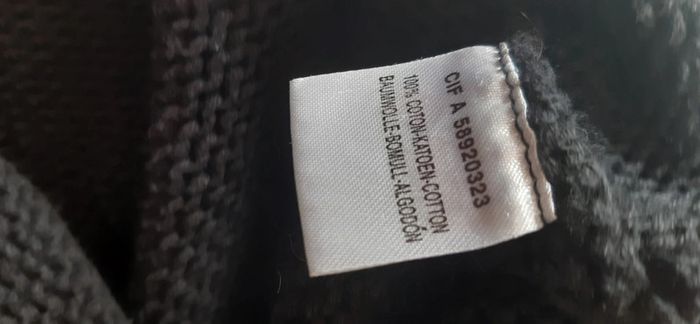 CIF A 58920323
100% COTON-KATOEN-COTTON
BAUMWOLLE-BOMULL-ALGODÓN